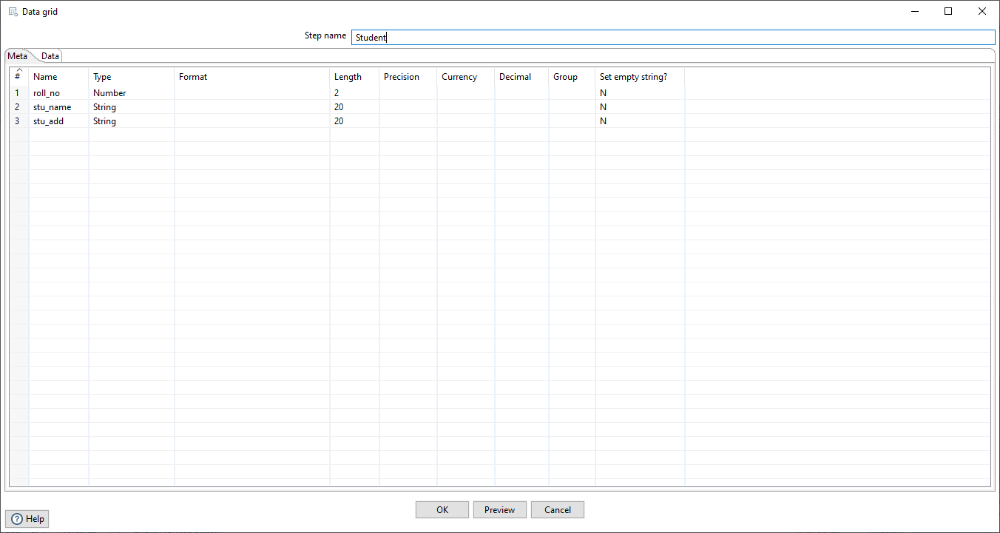 Data grid
Step name Student
Meta Data
# Name Type Format Length Precision Currency Decimal Group Set empty string?
1 roll_no Number 2 N
2 stu_name String 20 N
3 stu_add String 20 N
OK Preview Cancel
? Help